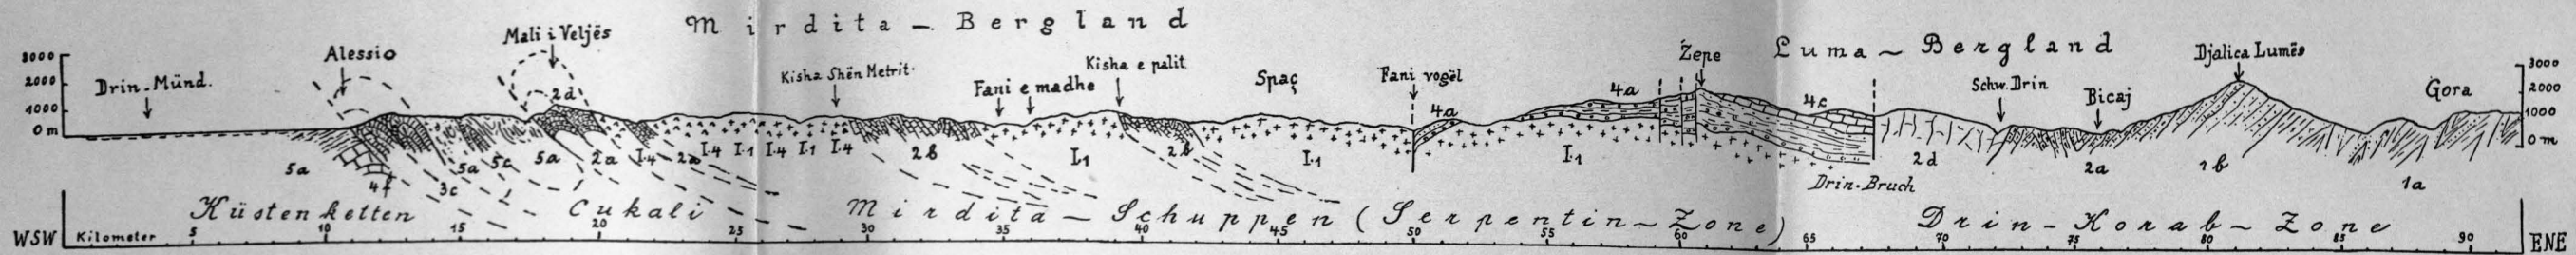 Mirdita – Bergland
Luma – Bergland
Mali i Veljës
Alessio
Drin-Münd.
Kisha Shën Metrit.
Fani e madhe
Kisha e palit
Spaç
Fani vogël
Zepe
Schw. Drin
Bicaj
Djalica Lumës
Gora
3000
2000
1000
0 m
3000
2000
1000
0 m
2d
4a
4a
4c
5a
4f
3c
5a
5c
5a
2a
I.4
2a
I.4
I.1
I.4
I.1
I.4
2b
I.1
2b
I.1
I.1
2d
2a
1b
1a
Drin-Bruch
Küstenketten
Cukali
Mirdita – Schuppen (Serpentin – Zone)
Drin – Korab – Zone
WSW
Kilometer 5 10 15 20 25 30 35 40 45 50 55 60 65 70 75 80 85 90
ENE